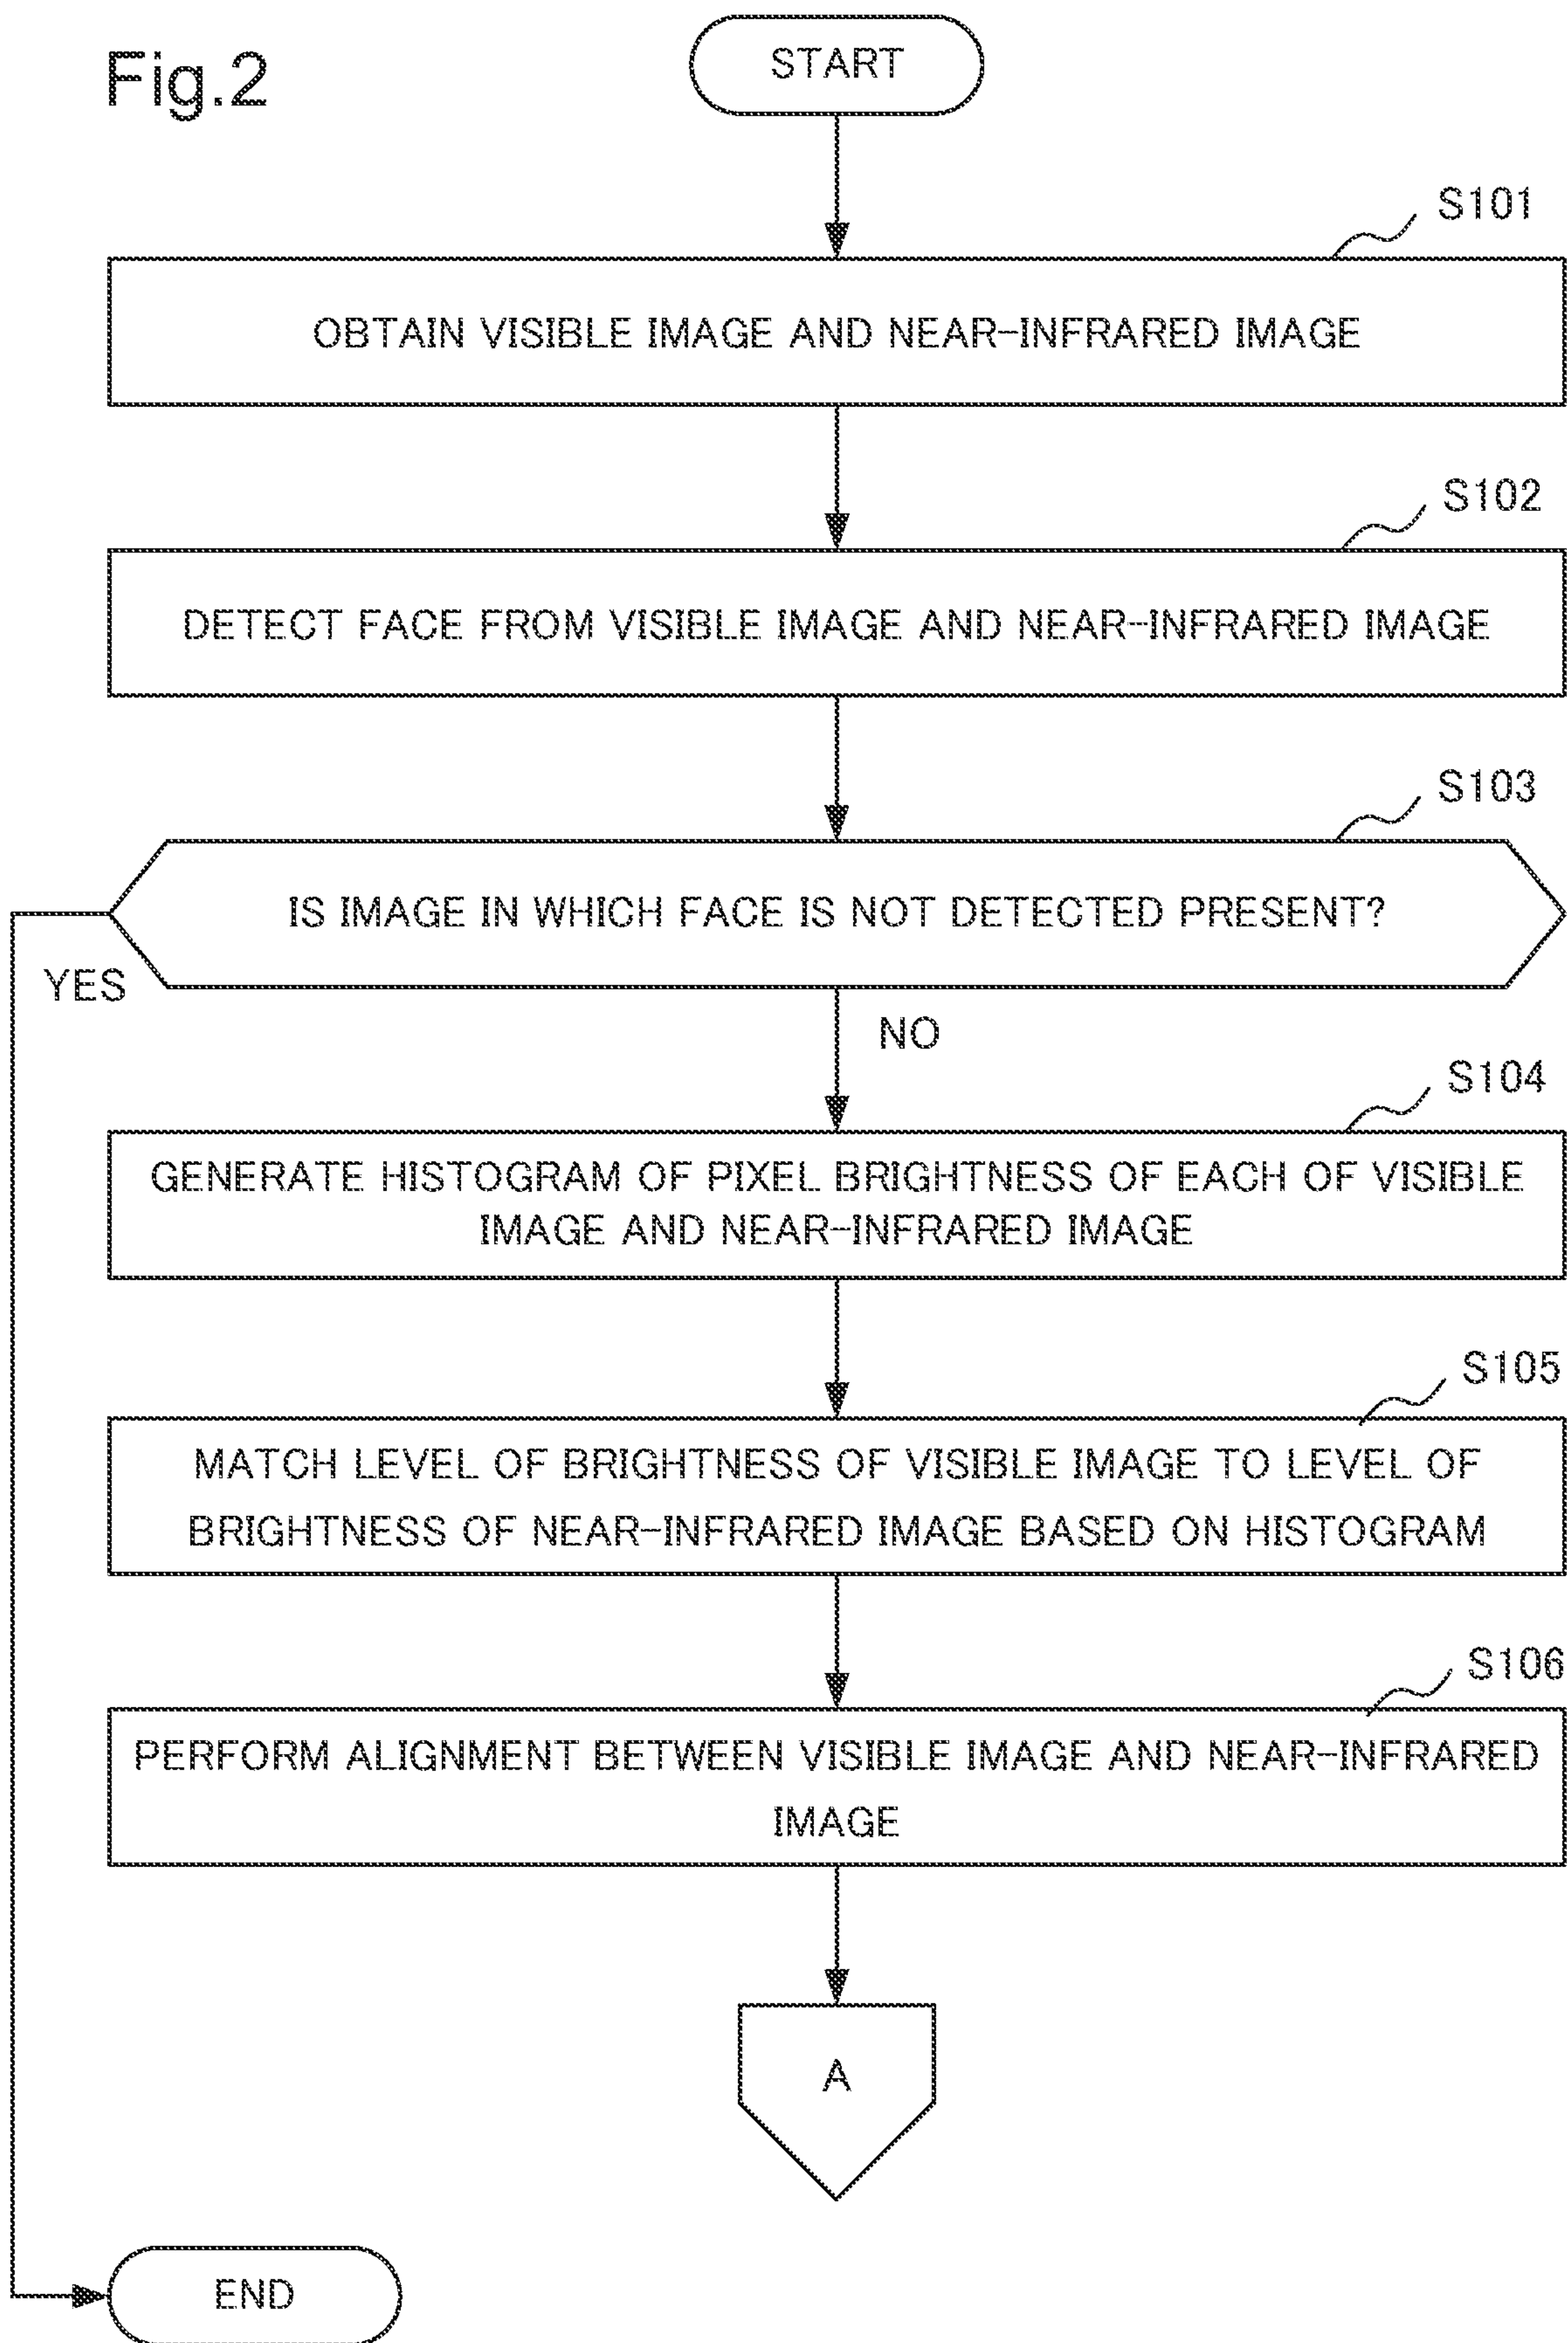 Fig.2
START
S101
OBTAIN VISIBLE IMAGE AND NEAR-INFRARED IMAGE
S102
DETECT FACE FROM VISIBLE IMAGE AND NEAR-INFRARED IMAGE
S103
IS IMAGE IN WHICH FACE IS NOT DETECTED PRESENT?
YES
NO
S104
GENERATE HISTOGRAM OF PIXEL BRIGHTNESS OF EACH OF VISIBLE
IMAGE AND NEAR-INFRARED IMAGE
S105
MATCH LEVEL OF BRIGHTNESS OF VISIBLE IMAGE TO LEVEL OF
BRIGHTNESS OF NEAR-INFRARED IMAGE BASED ON HISTOGRAM
S106
PERFORM ALIGNMENT BETWEEN VISIBLE IMAGE AND NEAR-INFRARED
IMAGE
A
END